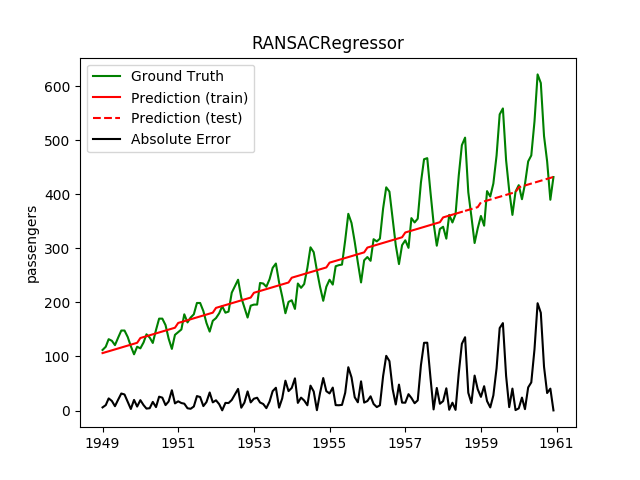 RANSACRegressor
Ground Truth
Prediction (train)
Prediction (test)
Absolute Error
passengers
600
500
400
300
200
100
0
1949 1951 1953 1955 1957 1959 1961